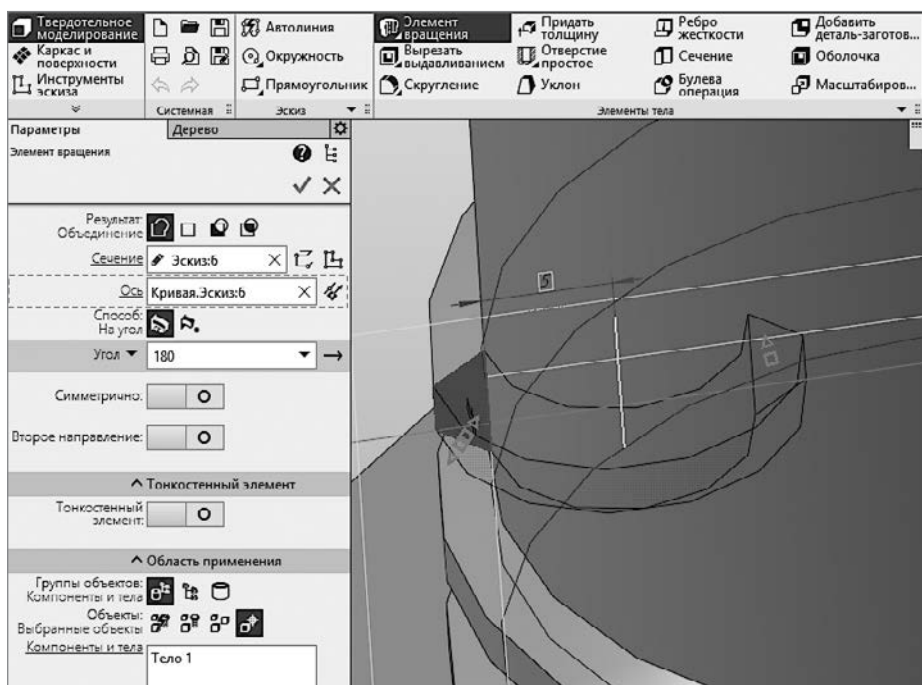 Твердотельное
моделирование
Каркас и
поверхности
Инструменты
эскиза
Системная
Автолиния
Окружность
Прямоугольник
Эскиз
Элемент
вращения
Вырезать
выдавливанием
Скругление
Придать
толщину
Отверстие
простое
Уклон
Ребро
жесткости
Сечение
Булева
операция
Добавить
деталь-заготов...
Оболочка
Масштабиров...
Элементы тела
Параметры
Дерево
Элемент вращения
Результат:
Объединение
Сечение
Эскиз:6
Ось
Кривая.Эскиз:6
Способ:
На угол
Угол
180
Симметрично:
Второе направление:
Тонкостенный элемент
Тонкостенный
элемент:
Область применения
Группы объектов:
Компоненты и тела
Объекты:
Выбранные объекты
Компоненты и тела
Тело 1
5